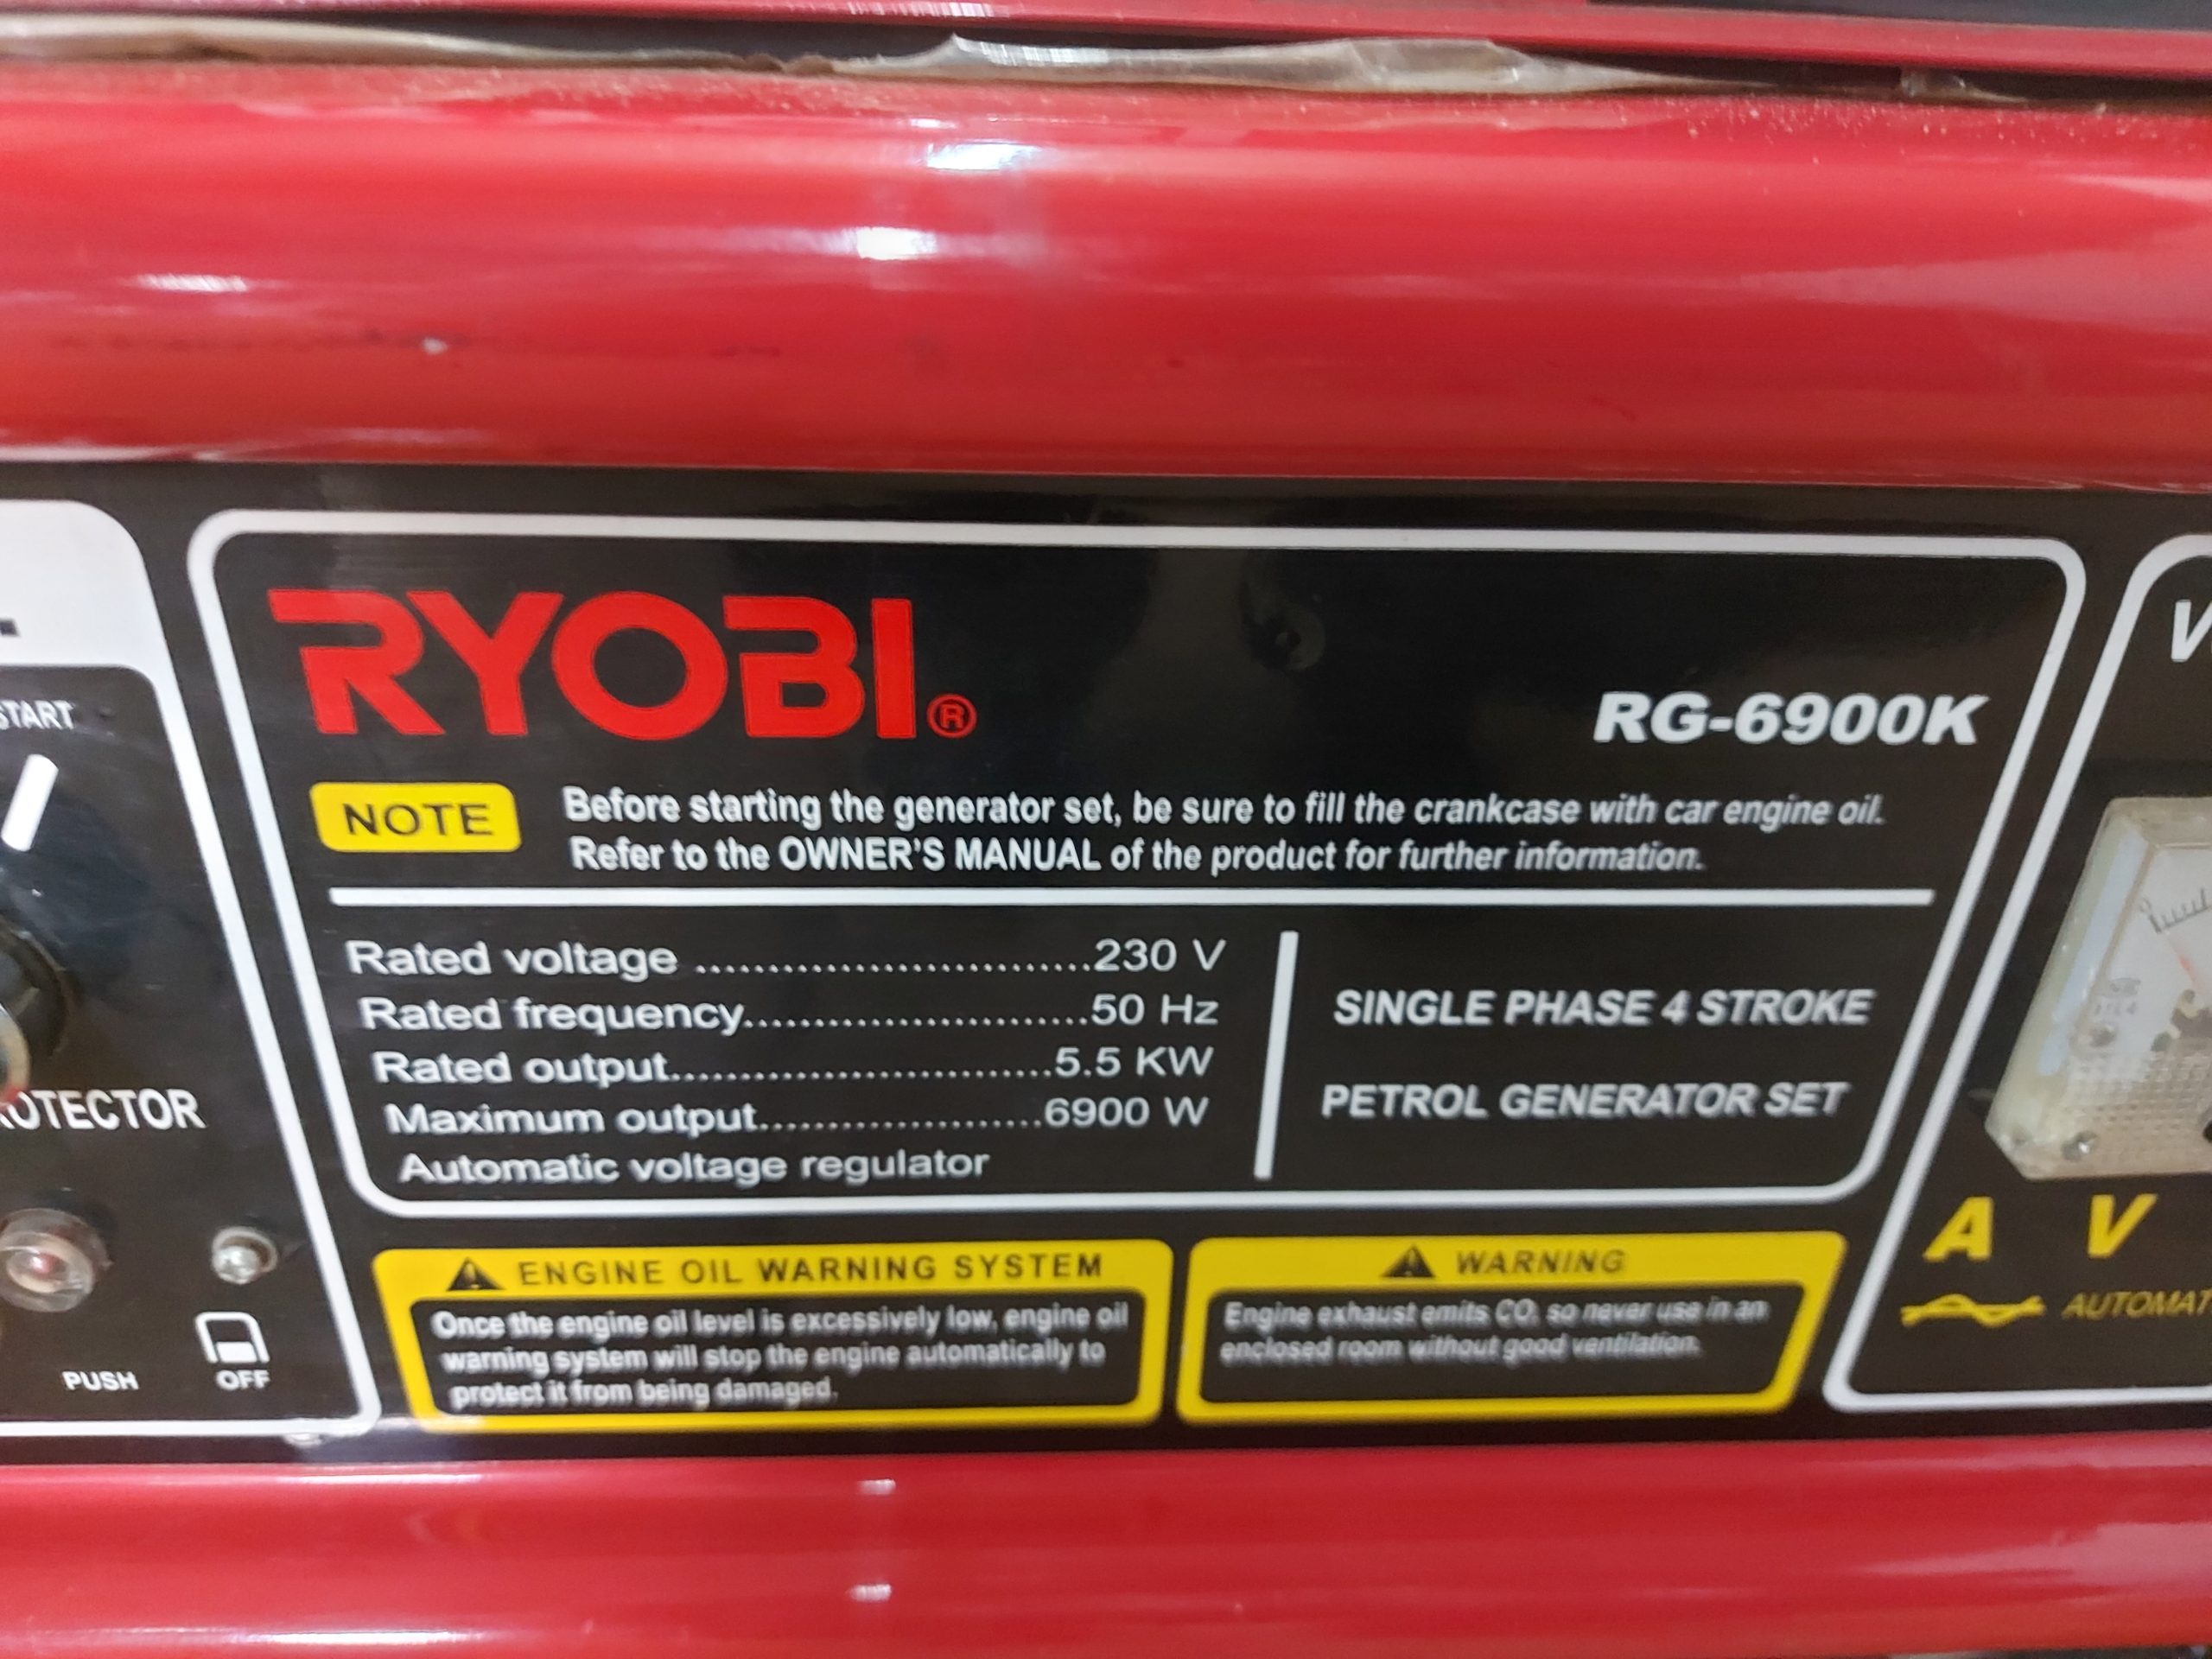 RYOBI®
RG-6900K
NOTE
Before starting the generator set, be sure to fill the crankcase with car engine oil.
Refer to the OWNER'S MANUAL of the product for further information.
Rated voltage ..............................230 V
Rated frequency..........................50 Hz
Rated output.............................5.5 KW
Maximum output......................6900 W
Automatic voltage regulator
SINGLE PHASE 4 STROKE
PETROL GENERATOR SET
ENGINE OIL WARNING SYSTEM
Once the engine oil level is excessively low, engine oil
warning system will stop the engine automatically to
protect it from being damaged.
WARNING
Engine exhaust emits CO, so never use in an
enclosed room without good ventilation.
START
OTECTOR
PUSH
OFF
V
0
A V
AUTOMAT